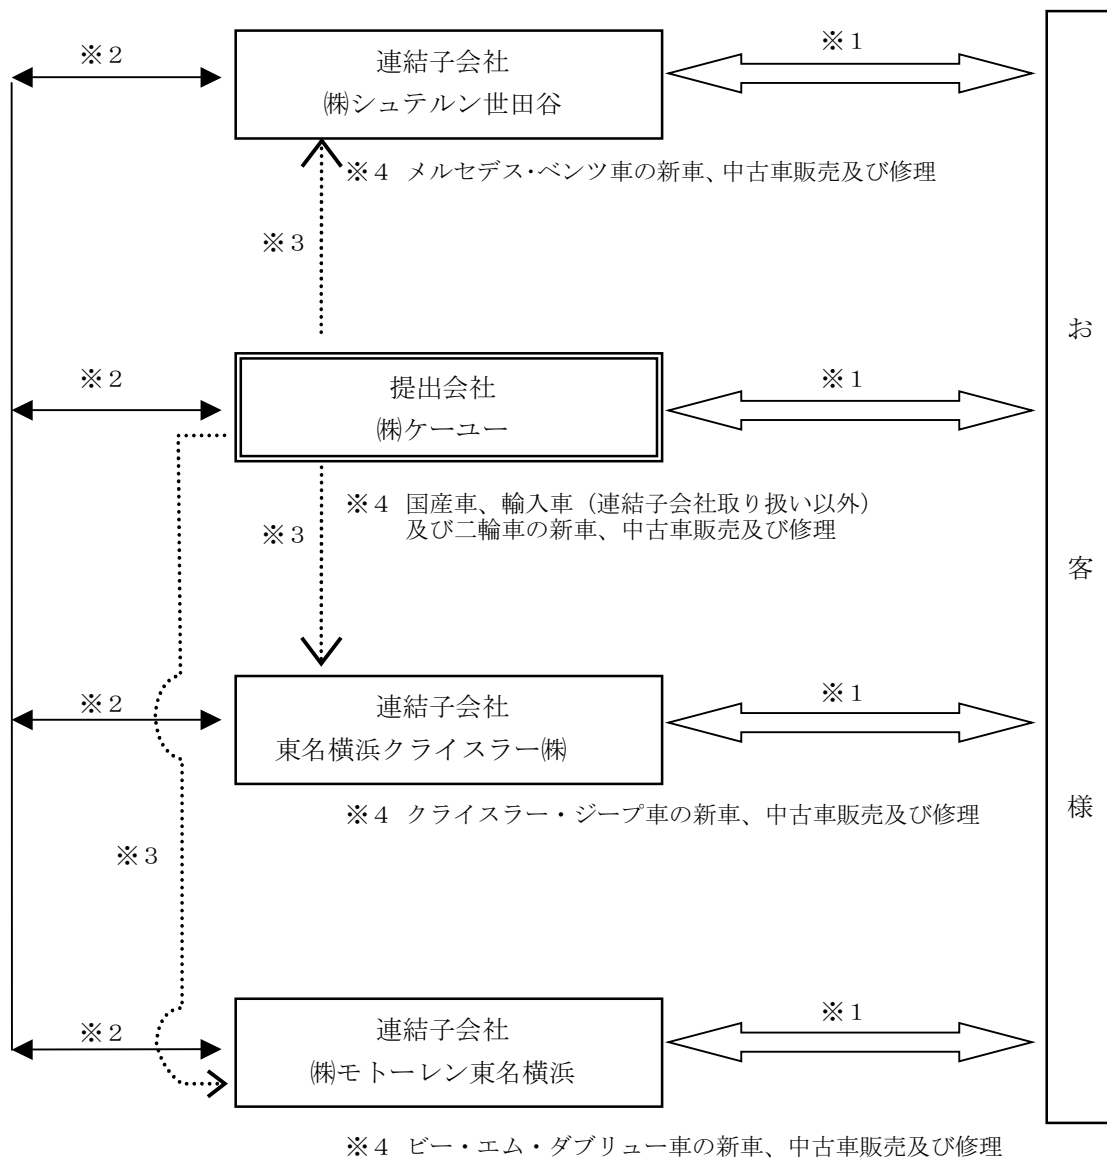 ※２
連結子会社
㈱シュテルン世田谷
※１
※４ メルセデス・ベンツ車の新車、中古車販売及び修理
※３
※２
提出会社
㈱ケーユー
※１
※４ 国産車、輸入車（連結子会社取り扱い以外）
及び二輪車の新車、中古車販売及び修理
※３
※２
連結子会社
東名横浜クライスラー㈱
※１
※４ クライスラー・ジープ車の新車、中古車販売及び修理
※３
※２
連結子会社
㈱モトーレン東名横浜
※１
※４ ビー・エム・ダブリュー車の新車、中古車販売及び修理
お客様